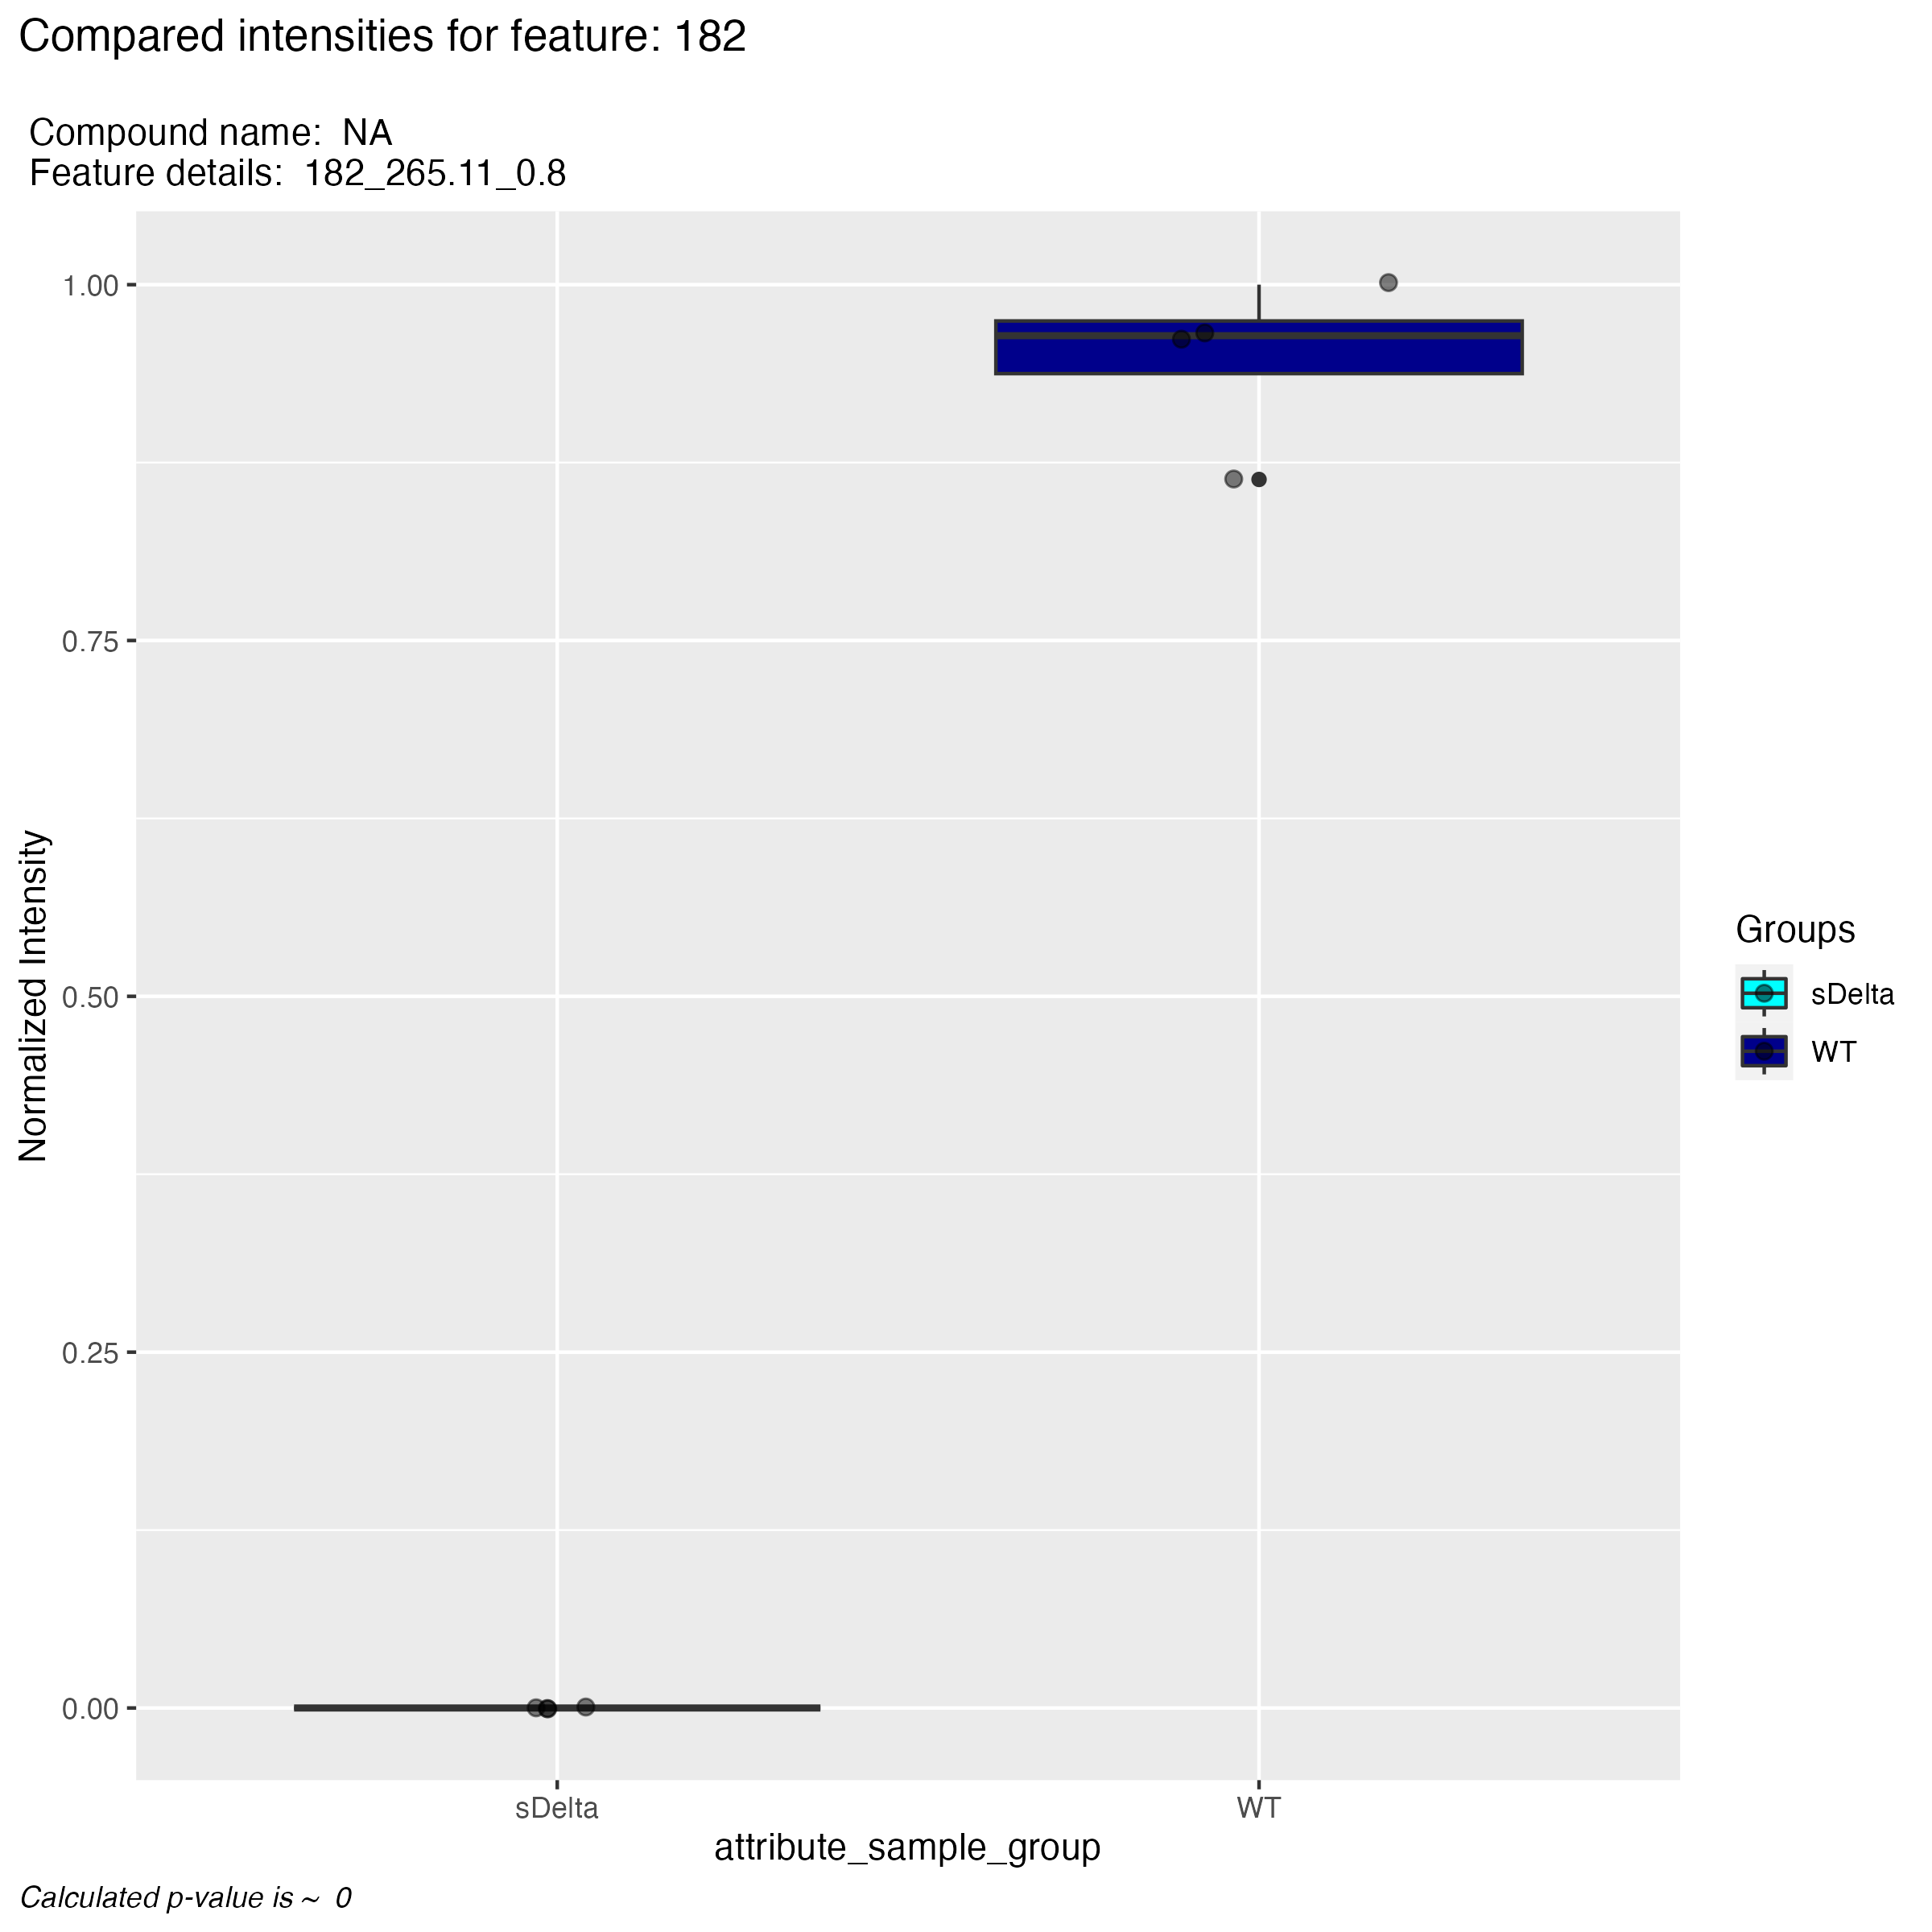 Compared intensities for feature: 182
Compound name:  NA
Feature details:  182_265.11_0.8
1.00
0.75
0.50
0.25
0.00
Normalized Intensity
sDelta
WT
attribute_sample_group
Groups
sDelta
WT
Calculated p-value is ~  0